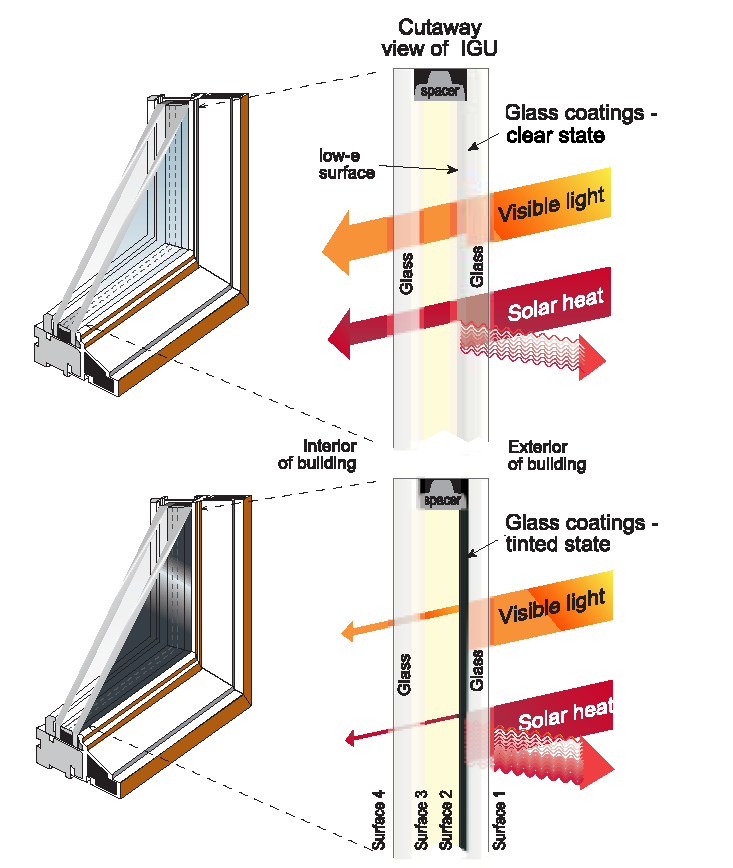 Cutaway
view of IGU
spacer
Glass coatings -
clear state
low-e
surface
Visible light
Glass
Glass
Solar heat
Interior
of building
Exterior
of building
spacer
Glass coatings -
tinted state
Visible light
Glass
Glass
Solar heat
Surface 4
Surface 3
Surface 2
Surface 1